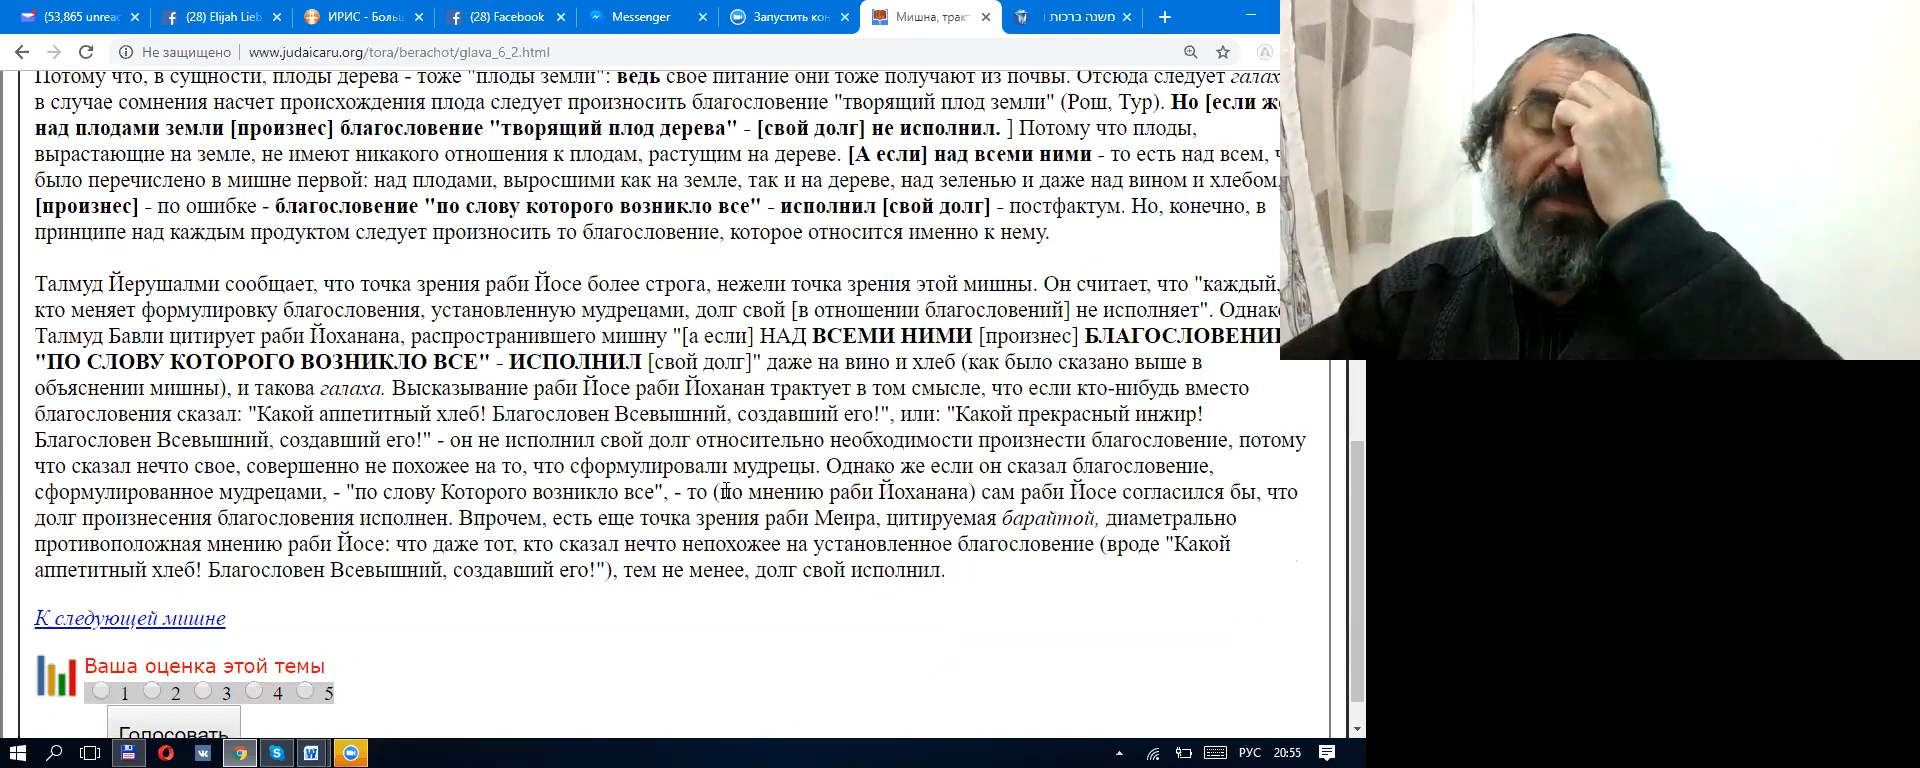 (53,865 unrea
(28) Elijah Lieb
ИРИС - Больш
(28) Facebook
Messenger
Запустить кон
Мишна, трак
משנה ברכות ו
Не защищено
www.judaicaru.org/tora/berachot/glava_6_2.html
Потому что, в сущности, плоды дерева - тоже "плоды земли": ведь свое питание они тоже получают из почвы. Отсюда следует галах
в случае сомнения насчет происхождения плода следует произносить благословение "творящий плод земли" (Рош, Тур). Но [если же
над плодами земли [произнес] благословение "творящий плод дерева" - [свой долг] не исполнил. ] Потому что плоды,
вырастающие на земле, не имеют никакого отношения к плодам, растущим на дереве. [А если] над всеми ними - то есть над всем, ч
было перечислено в мишне первой: над плодами, выросшими как на земле, так и на дереве, над зеленью и даже над вином и хлебом,
[произнес] - по ошибке - благословение "по слову которого возникло все" - исполнил [свой долг] - постфактум. Но, конечно, в
принципе над каждым продуктом следует произносить то благословение, которое относится именно к нему.
Талмуд Йерушалми сообщает, что точка зрения раби Йосе более строга, нежели точка зрения этой мишны. Он считает, что "каждый,
кто меняет формулировку благословения, установленную мудрецами, долг свой [в отношении благословений] не исполняет". Однако
Талмуд Бавли цитирует раби Йоханана, распространившего мишну "[а если] НАД ВСЕМИ НИМИ [произнес] БЛАГОСЛОВЕНИЕ
"ПО СЛОВУ КОТОРОГО ВОЗНИКЛО ВСЕ" - ИСПОЛНИЛ [свой долг]" даже на вино и хлеб (как было сказано выше в
объяснении мишны), и такова галаха. Высказывание раби Йосе раби Йоханан трактует в том смысле, что если кто-нибудь вместо
благословения сказал: "Какой аппетитный хлеб! Благословен Всевышний, создавший его!", или: "Какой прекрасный инжир!
Благословен Всевышний, создавший его!" - он не исполнил свой долг относительно необходимости произнести благословение, потому
что сказал нечто свое, совершенно не похожее на то, что сформулировали мудрецы. Однако же если он сказал благословение,
сформулированное мудрецами, - "по слову Которого возникло все", - то (по мнению раби Йоханана) сам раби Йосе согласился бы, что
долг произнесения благословения исполнен. Впрочем, есть еще точка зрения раби Меира, цитируемая барайтой, диаметрально
противоположная мнению раби Йосе: что даже тот, кто сказал нечто непохожее на установленное благословение (вроде "Какой
аппетитный хлеб! Благословен Всевышний, создавший его!"), тем не менее, долг свой исполнил.
К следующей мишне
Ваша оценка этой темы
1 2 3 4 5
Голосовать
РУС 20:55